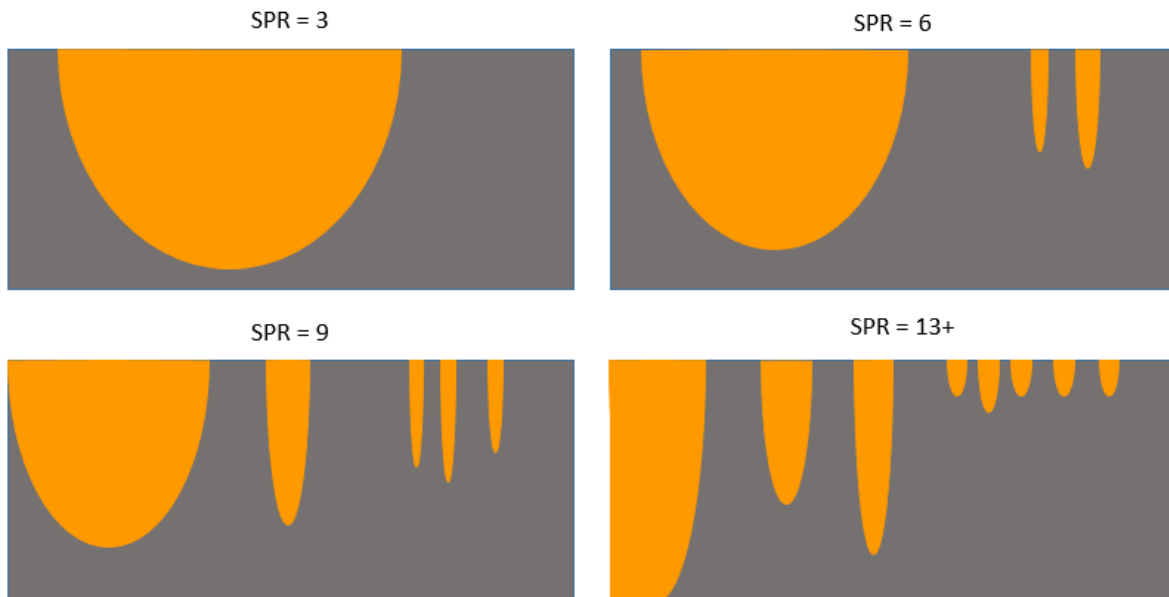 SPR = 3
SPR = 6
SPR = 9
SPR = 13+